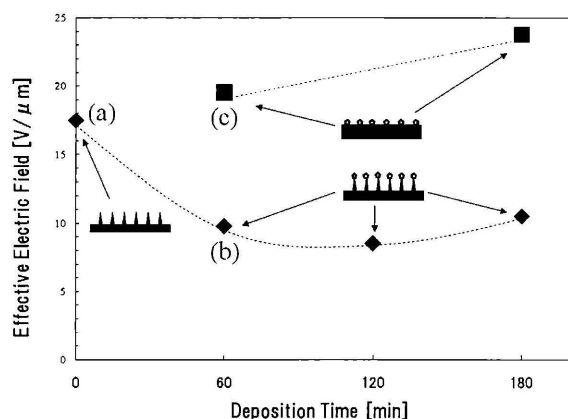 Effective Electric Field [V/μm]
25
20
15
10
5
0
(a)
(c)
(b)
0
60
120
180
Deposition Time [min]